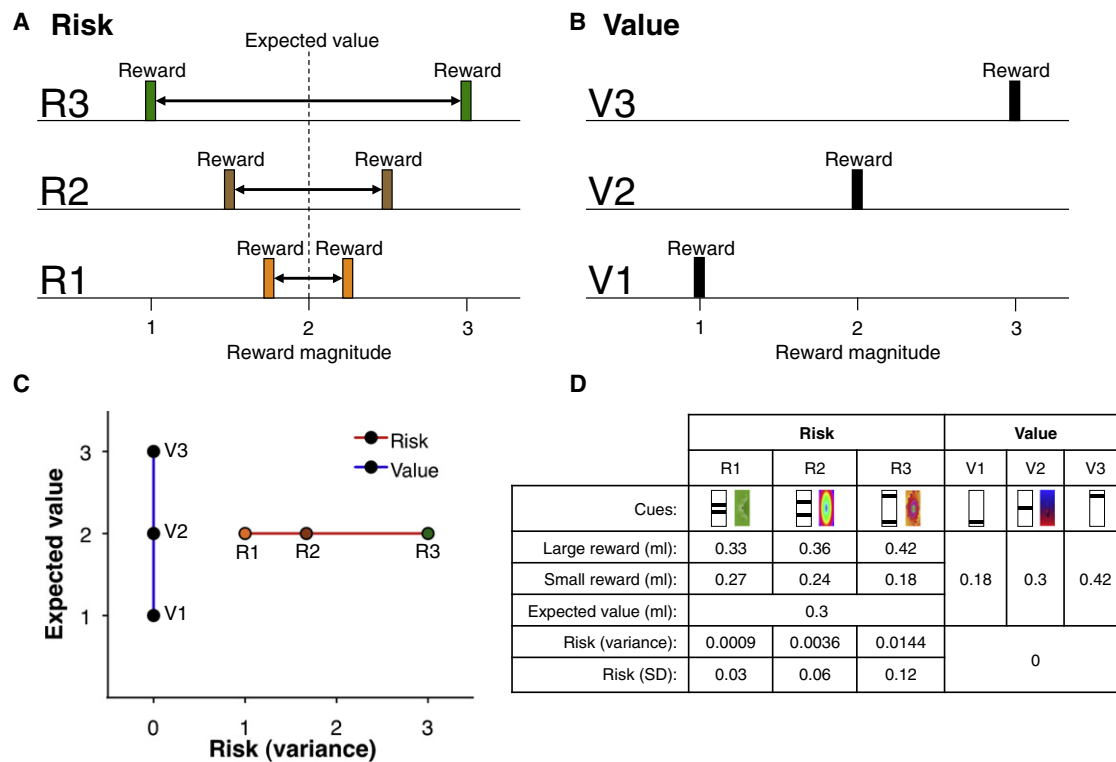 A Risk
Expected value
Reward Reward
R3
Reward Reward
R2
Reward Reward
R1
1 2 3
Reward magnitude
B Value
Reward
V3
Reward
V2
Reward
V1
1 2 3
Reward magnitude
C
Expected value
3
2
1
V3
V2
V1
Risk
Value
R1 R2 R3
0 1 2 3
Risk (variance)
D
Risk Value
R1 R2 R3 V1 V2 V3
Cues:
Large reward (ml): 0.33 0.36 0.42
Small reward (ml): 0.27 0.24 0.18 0.18 0.3 0.42
Expected value (ml): 0.3
Risk (variance): 0.0009 0.0036 0.0144
0
Risk (SD): 0.03 0.06 0.12